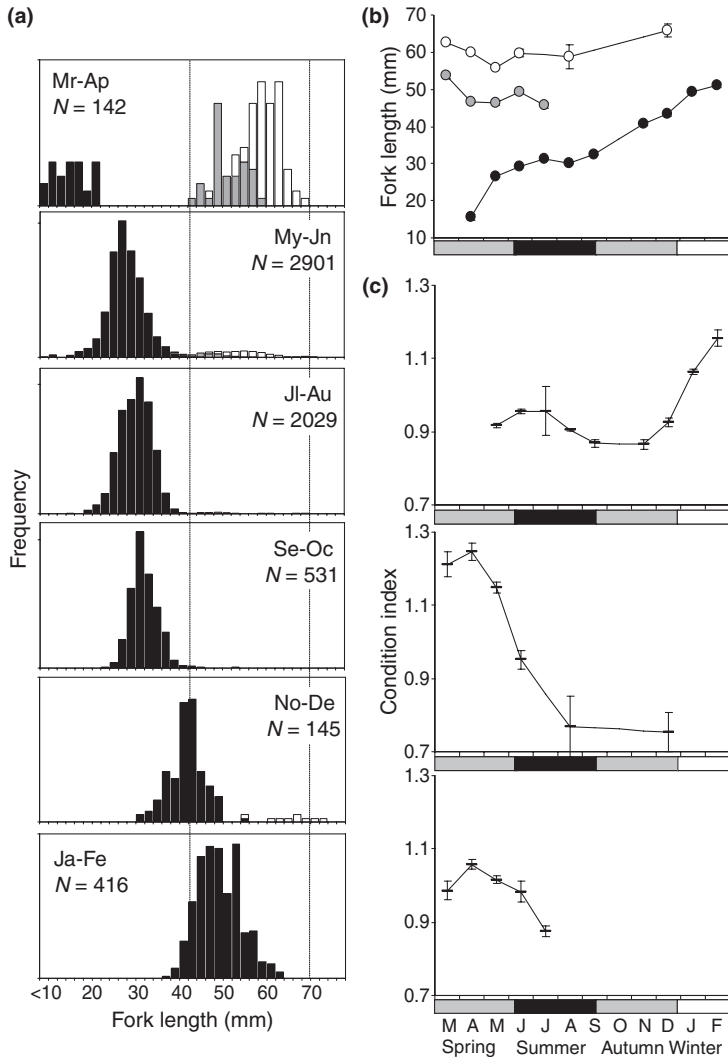 (a)
Mr-Ap
N = 142
My-Jn
N = 2901
Jl-Au
N = 2029
Se-Oc
N = 531
No-De
N = 145
Ja-Fe
N = 416
Frequency
<10 20 30 40 50 60 70
Fork length (mm)
(b)
70
60
50
40
30
20
10
Fork length (mm)
(c)
1.3
1.1
0.9
0.7
1.3
1.1
0.9
0.7
1.3
1.1
0.9
0.7
Condition index
M A M J J A S O N D J F
Spring Summer Autumn Winter